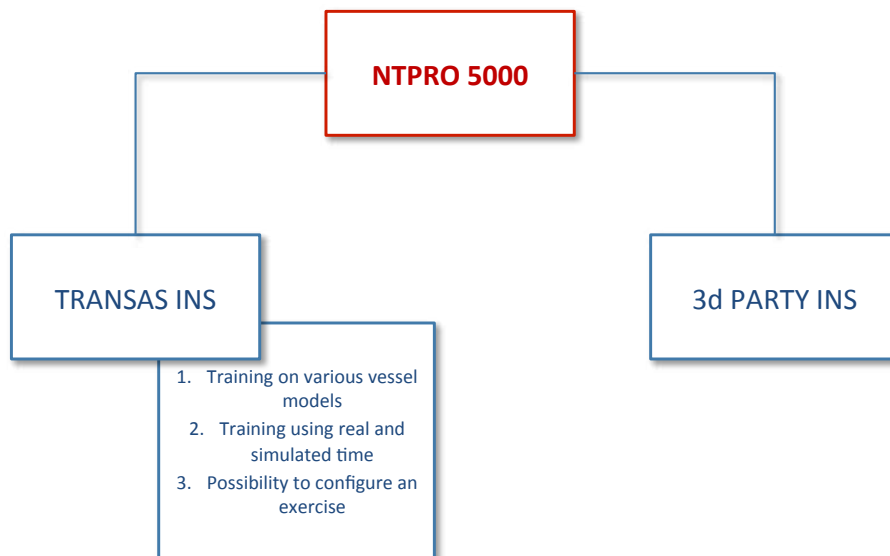 NTPRO 5000
TRANSAS INS
3d PARTY INS
1. Training on various vessel
models
2. Training using real and
simulated time
3. Possibility to configure an
exercise